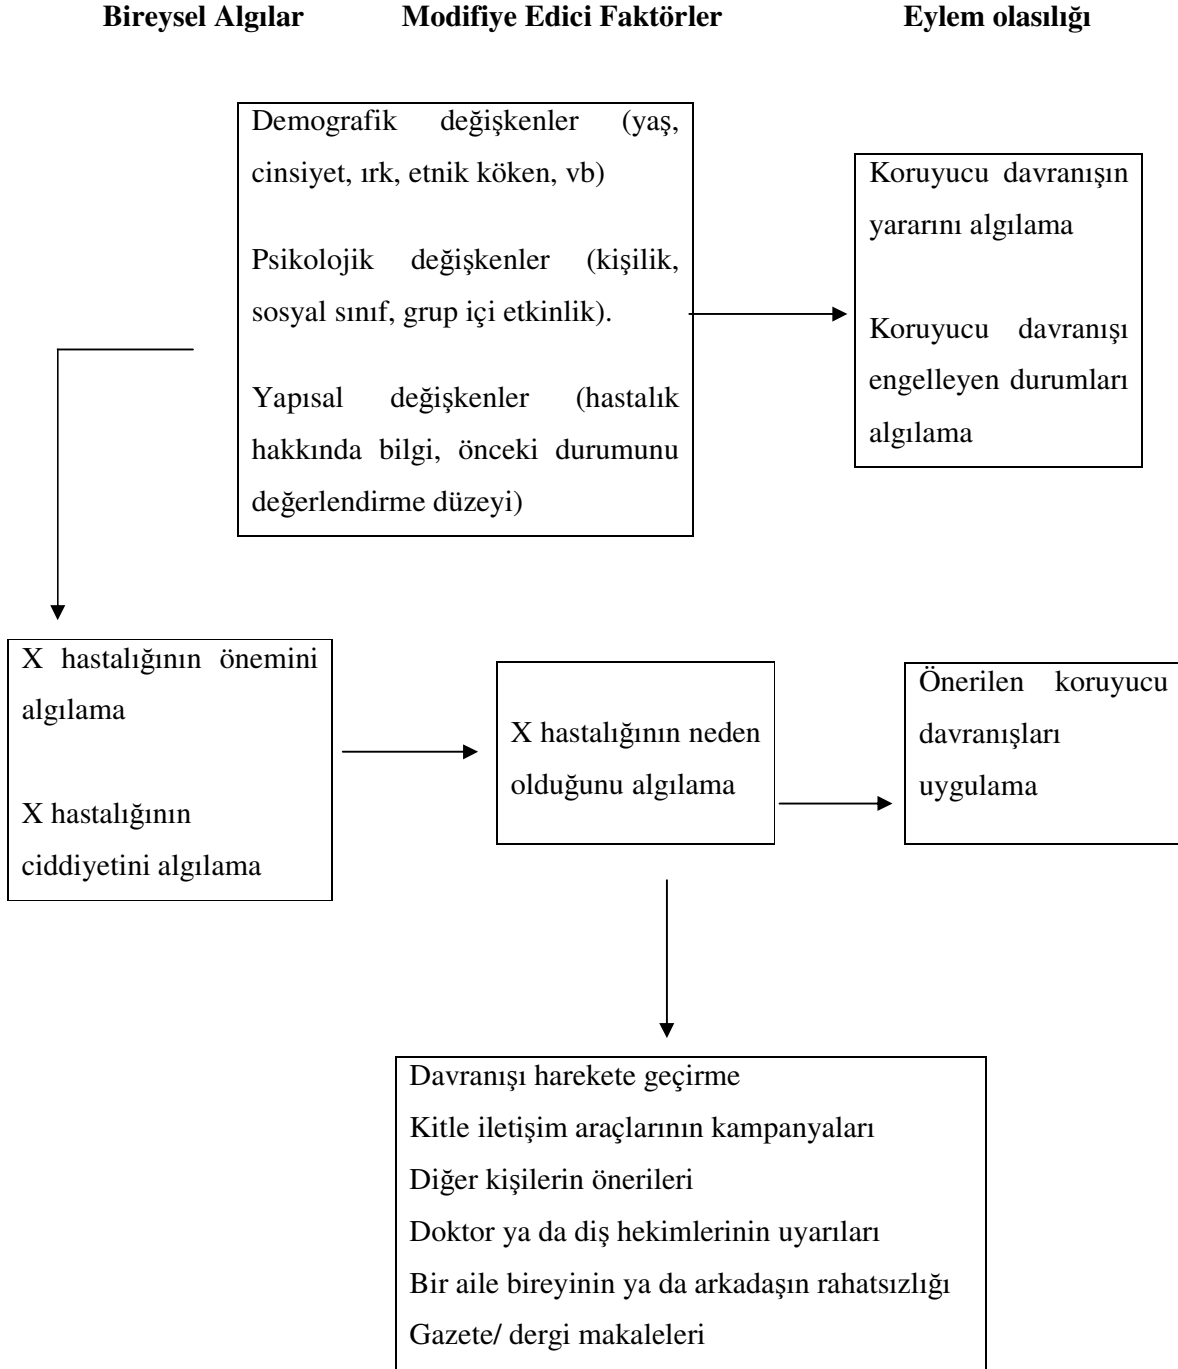 Bireysel Algılar Modifiye Edici Faktörler Eylem olasılığı
Demografik değişkenler (yaş,
cinsiyet, ırk, etnik köken, vb)
Psikolojik değişkenler (kişilik,
sosyal sınıf, grup içi etkinlik).
Yapısal değişkenler (hastalık
hakkında bilgi, önceki durumunu
değerlendirme düzeyi)
Koruyucu davranışın
yararını algılama
Koruyucu davranışı
engelleyen durumları
algılama
X hastalığının önemini
algılama
X hastalığının
ciddiyetini algılama
X hastalığının neden
olduğunu algılama
Önerilen koruyucu
davranışları
uygulama
Davranışı harekete geçirme
Kitle iletişim araçlarının kampanyaları
Diğer kişilerin önerileri
Doktor ya da diş hekimlerinin uyarıları
Bir aile bireyinin ya da arkadaşın rahatsızlığı
Gazete/ dergi makaleleri